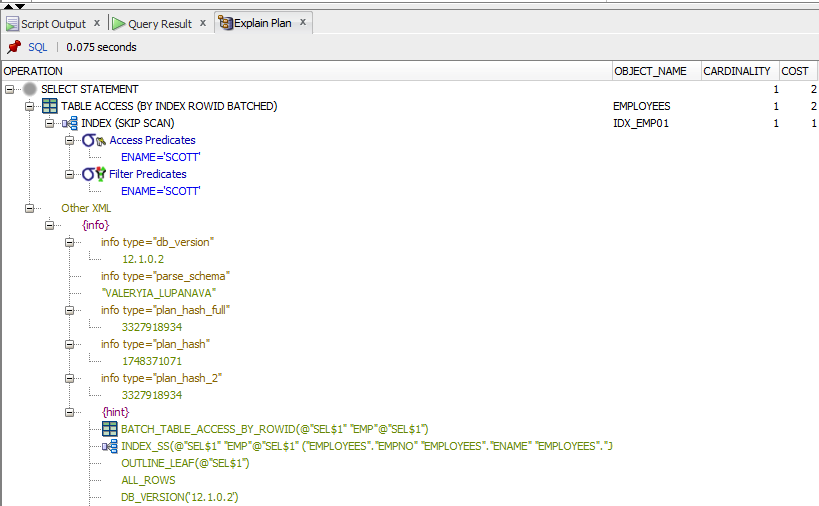 Script Output x Query Result x Explain Plan x
SQL | 0.075 seconds
OPERATION OBJECT_NAME CARDINALITY COST
SELECT STATEMENT 1 2
TABLE ACCESS (BY INDEX ROWID BATCHED) EMPLOYEES 1 2
INDEX (SKIP SCAN) IDX_EMP01 1 1
Access Predicates
ENAME='SCOTT'
Filter Predicates
ENAME='SCOTT'
Other XML
{info}
info type="db_version"
12.1.0.2
info type="parse_schema"
"VALERYIA_LUPANAVA"
info type="plan_hash_full"
3327918934
info type="plan_hash"
1748371071
info type="plan_hash_2"
3327918934
{hint}
BATCH_TABLE_ACCESS_BY_ROWID(@"SEL$1" "EMP"@"SEL$1")
INDEX_SS(@"SEL$1" "EMP"@"SEL$1" ("EMPLOYEES"."EMPNO" "EMPLOYEES"."ENAME" "EMPLOYEES"."J
OUTLINE_LEAF(@"SEL$1")
ALL_ROWS
DB_VERSION('12.1.0.2')